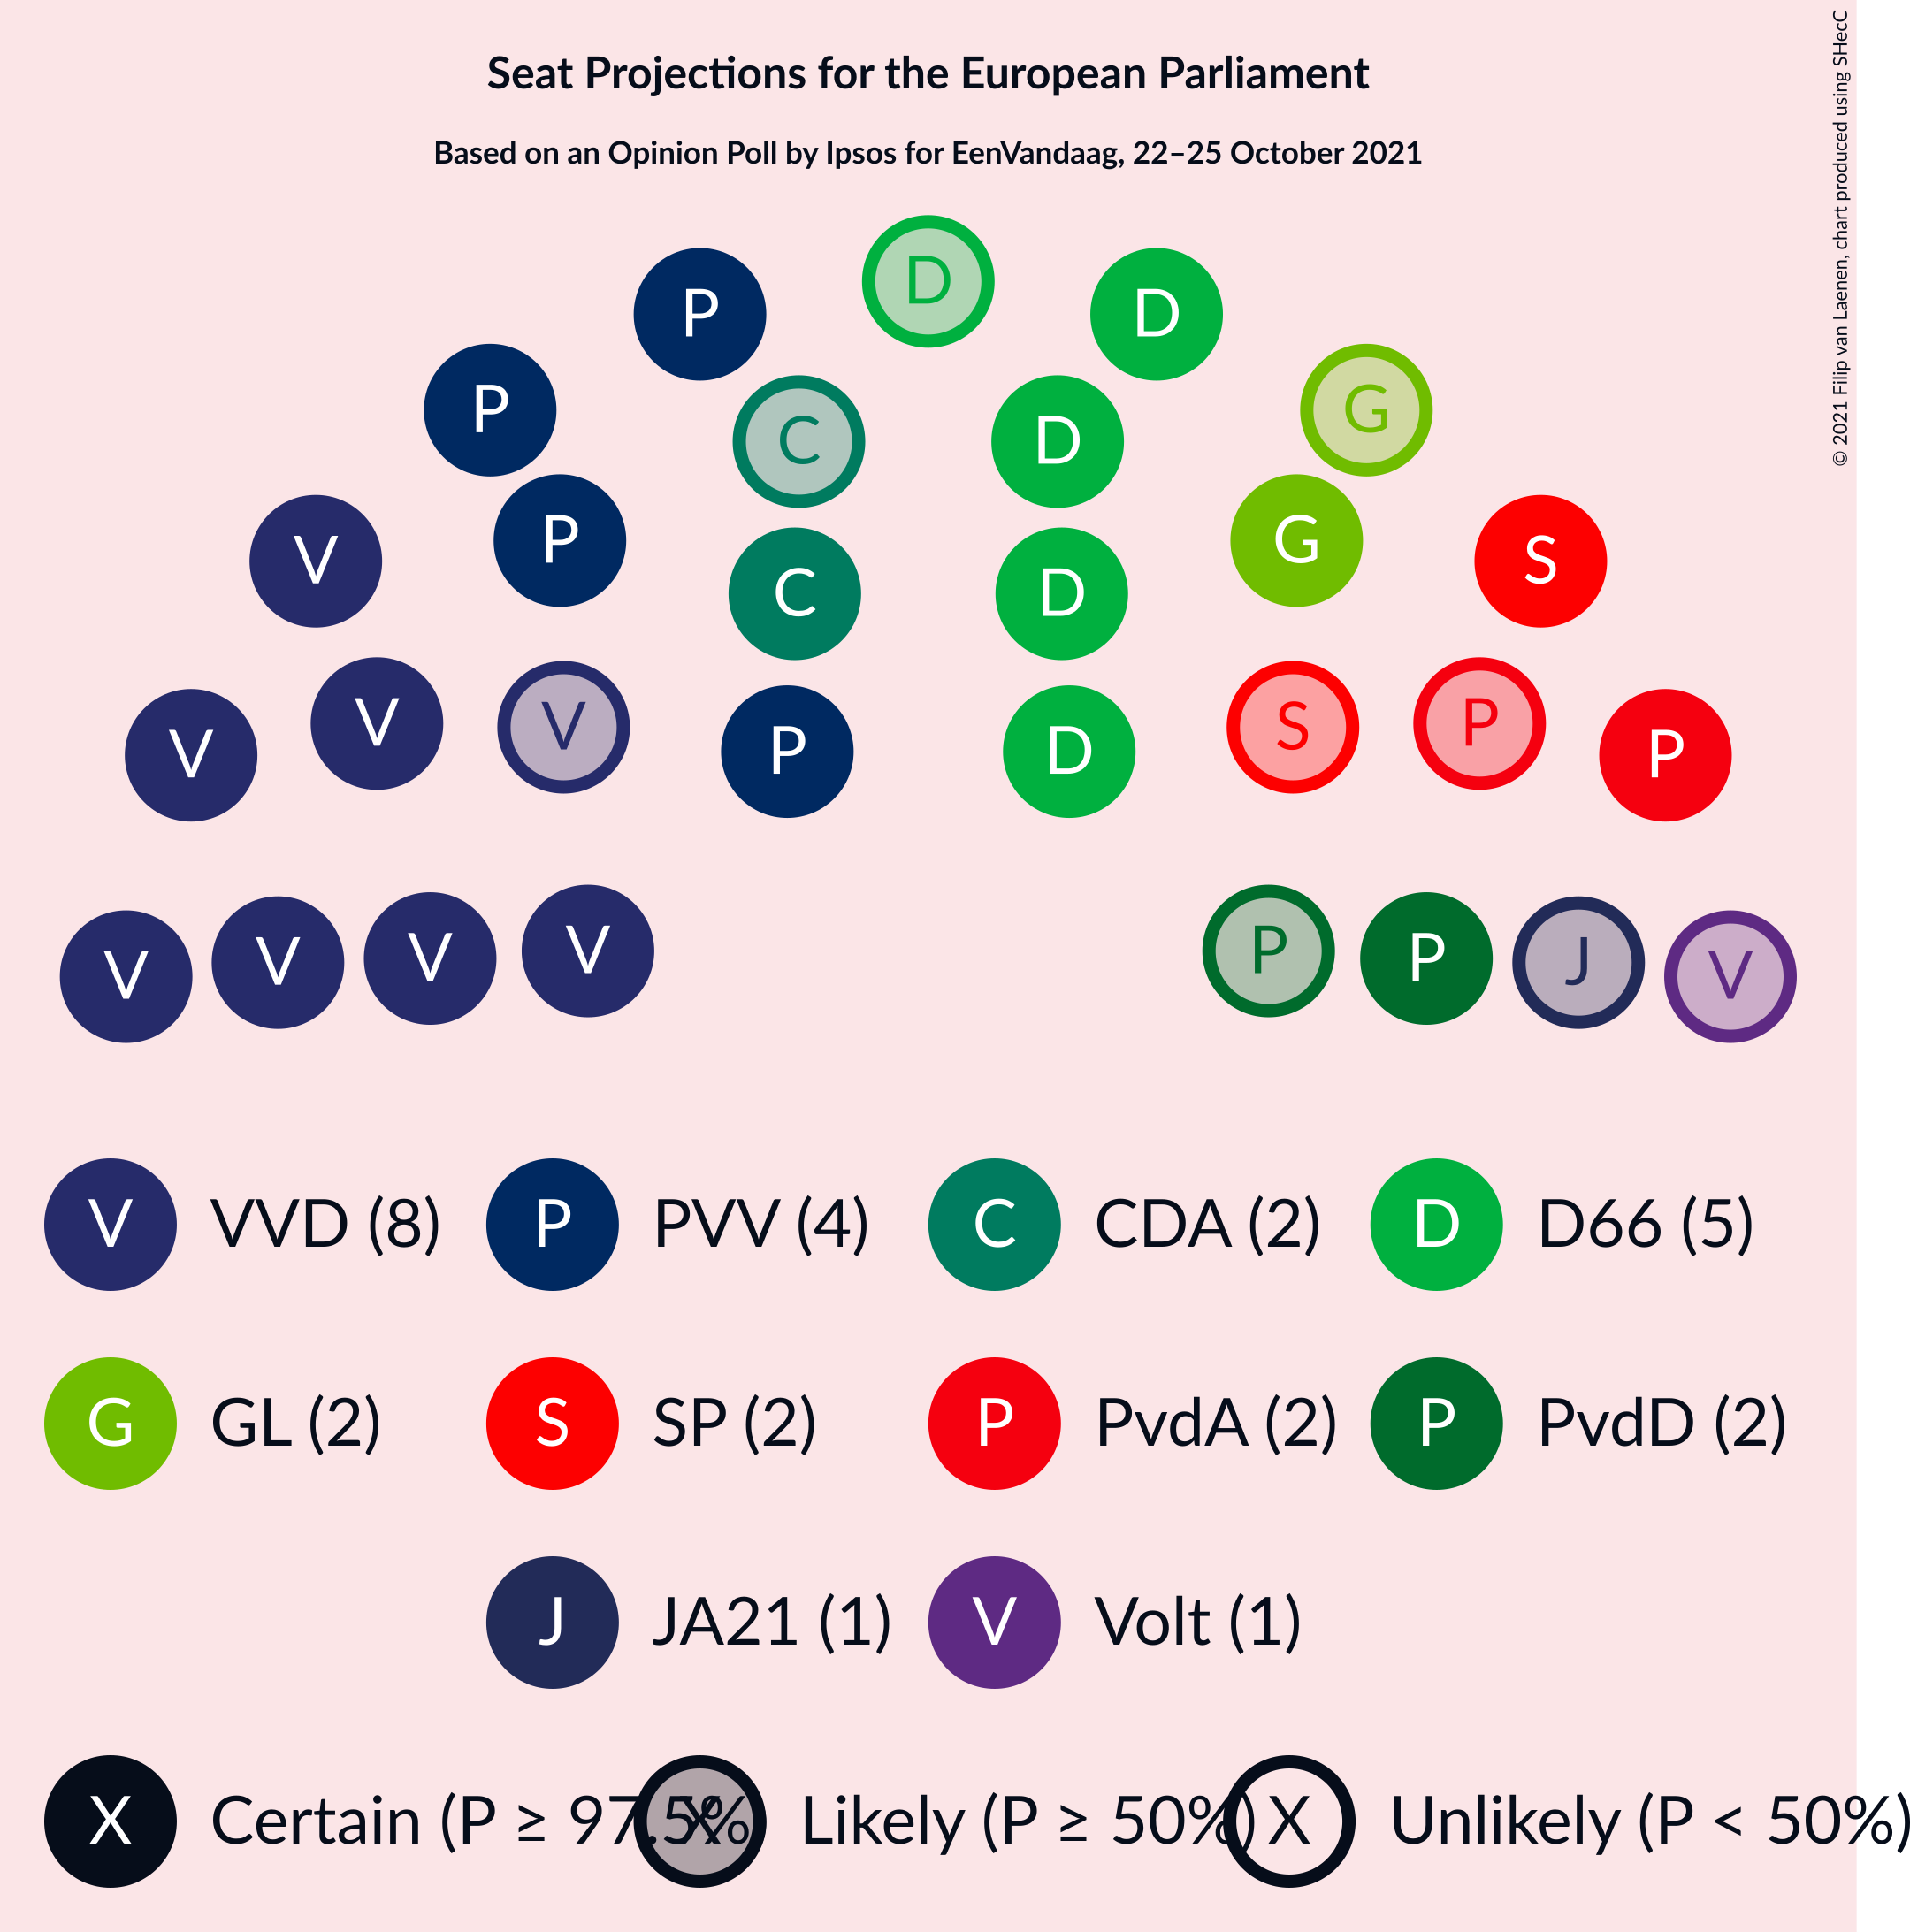 Seat Projections for the European Parliament
Based on an Opinion Poll by Ipsos for EenVandaag, 22–25 October 2021
© 2021 Filip van Laenen, chart produced using SHecC
D
P D
P C D G
P G
V C D S
V V V P D S P P
V V V V P P J V
V VVD (8) P PVV (4) C CDA (2) D D66 (5)
G GL (2) S SP (2) P PvdA (2) P PvdD (2)
J JA21 (1) V Volt (1)
X Certain (P ≥ 97.5% X Likely (P ≥ 50%) X Unlikely (P < 50%)